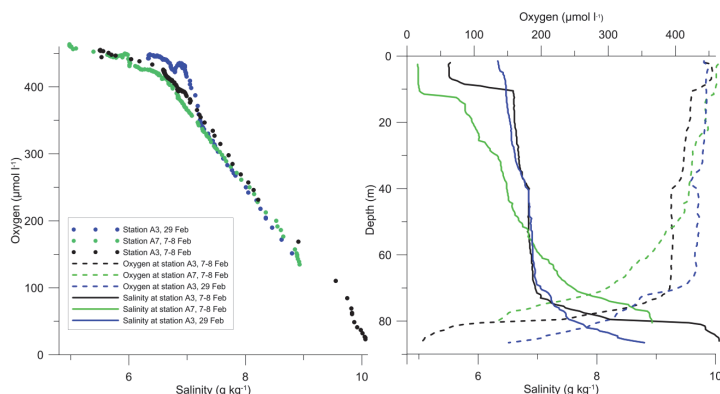 Oxygen (µmol l-1)
0 100 200 300 400
400
300
200
100
0
Oxygen (µmol l-1)
Station A3, 29 Feb
Station A7, 7-8 Feb
Station A3, 7-8 Feb
Oxygen at station A3, 7-8 Feb
Oxygen at station A7, 7-8 Feb
Oxygen at station A3, 29 Feb
Salinity at station A3, 7-8 Feb
Salinity at station A7, 7-8 Feb
Salinity at station A3, 29 Feb
6 8 10
Salinity (g kg-1)
0
20
40
60
80
Depth (m)
6 8 10
Salinity (g kg-1)